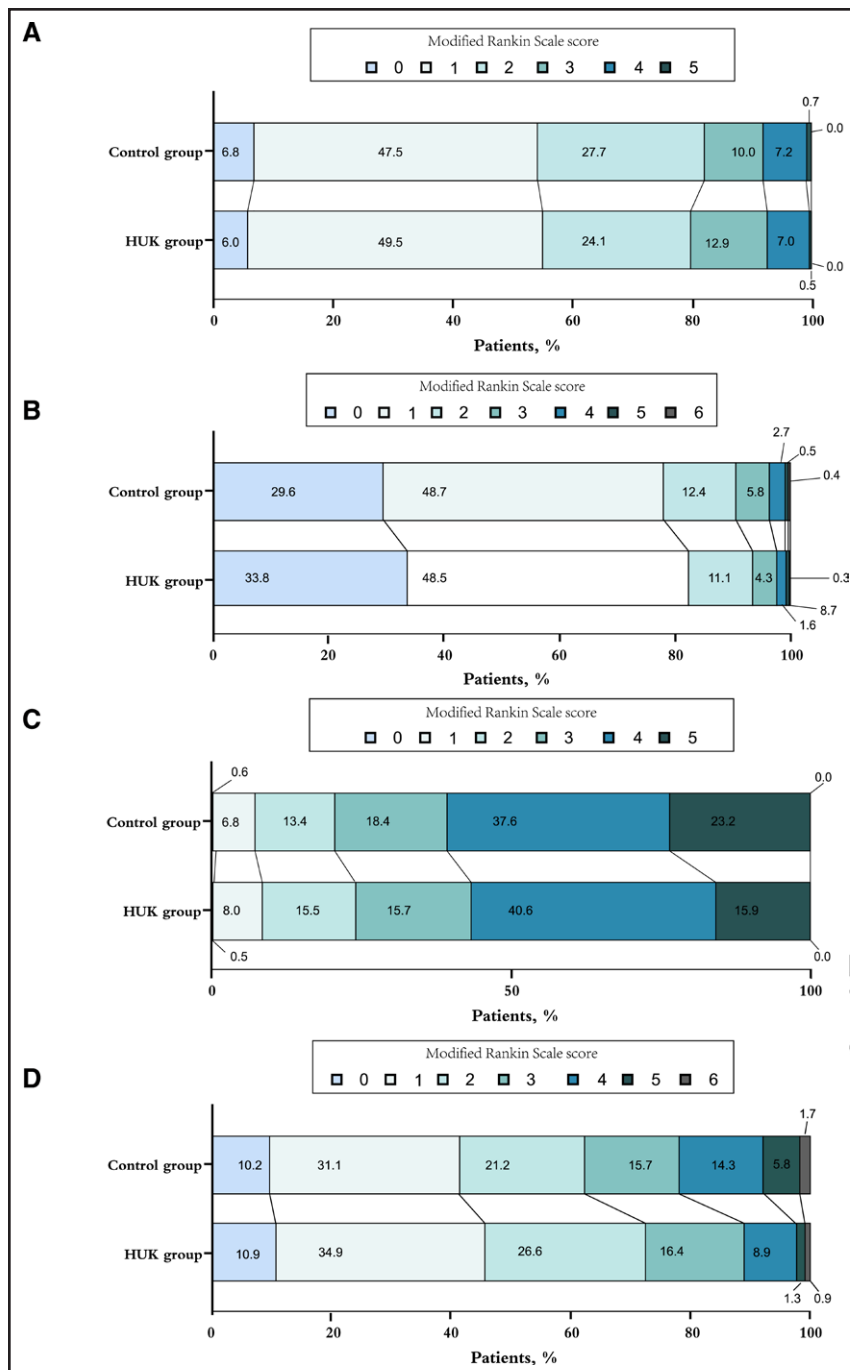 A
Modified Rankin Scale score
0 1 2 3 4 5
0.7
0.0
Control group 6.8 47.5 27.7 10.0 7.2
HUK group 6.0 49.5 24.1 12.9 7.0
0.0
0.5
0 20 40 60 80 100
Patients, %
B
Modified Rankin Scale score
0 1 2 3 4 5 6
2.7
0.5
0.4
Control group 29.6 48.7 12.4 5.8
HUK group 33.8 48.5 11.1 4.3
0.3
8.7
1.6
0 20 40 60 80 100
Patients, %
C
Modified Rankin Scale score
0 1 2 3 4 5
0.6 0.0
Control group 6.8 13.4 18.4 37.6 23.2
HUK group 8.0 15.5 15.7 40.6 15.9
0.5 0.0
0 50 100
Patients, %
D
Modified Rankin Scale score
0 1 2 3 4 5 6
1.7
Control group 10.2 31.1 21.2 15.7 14.3 5.8
HUK group 10.9 34.9 26.6 16.4 8.9
1.3 0.9
0 20 40 60 80 100
Patients, %